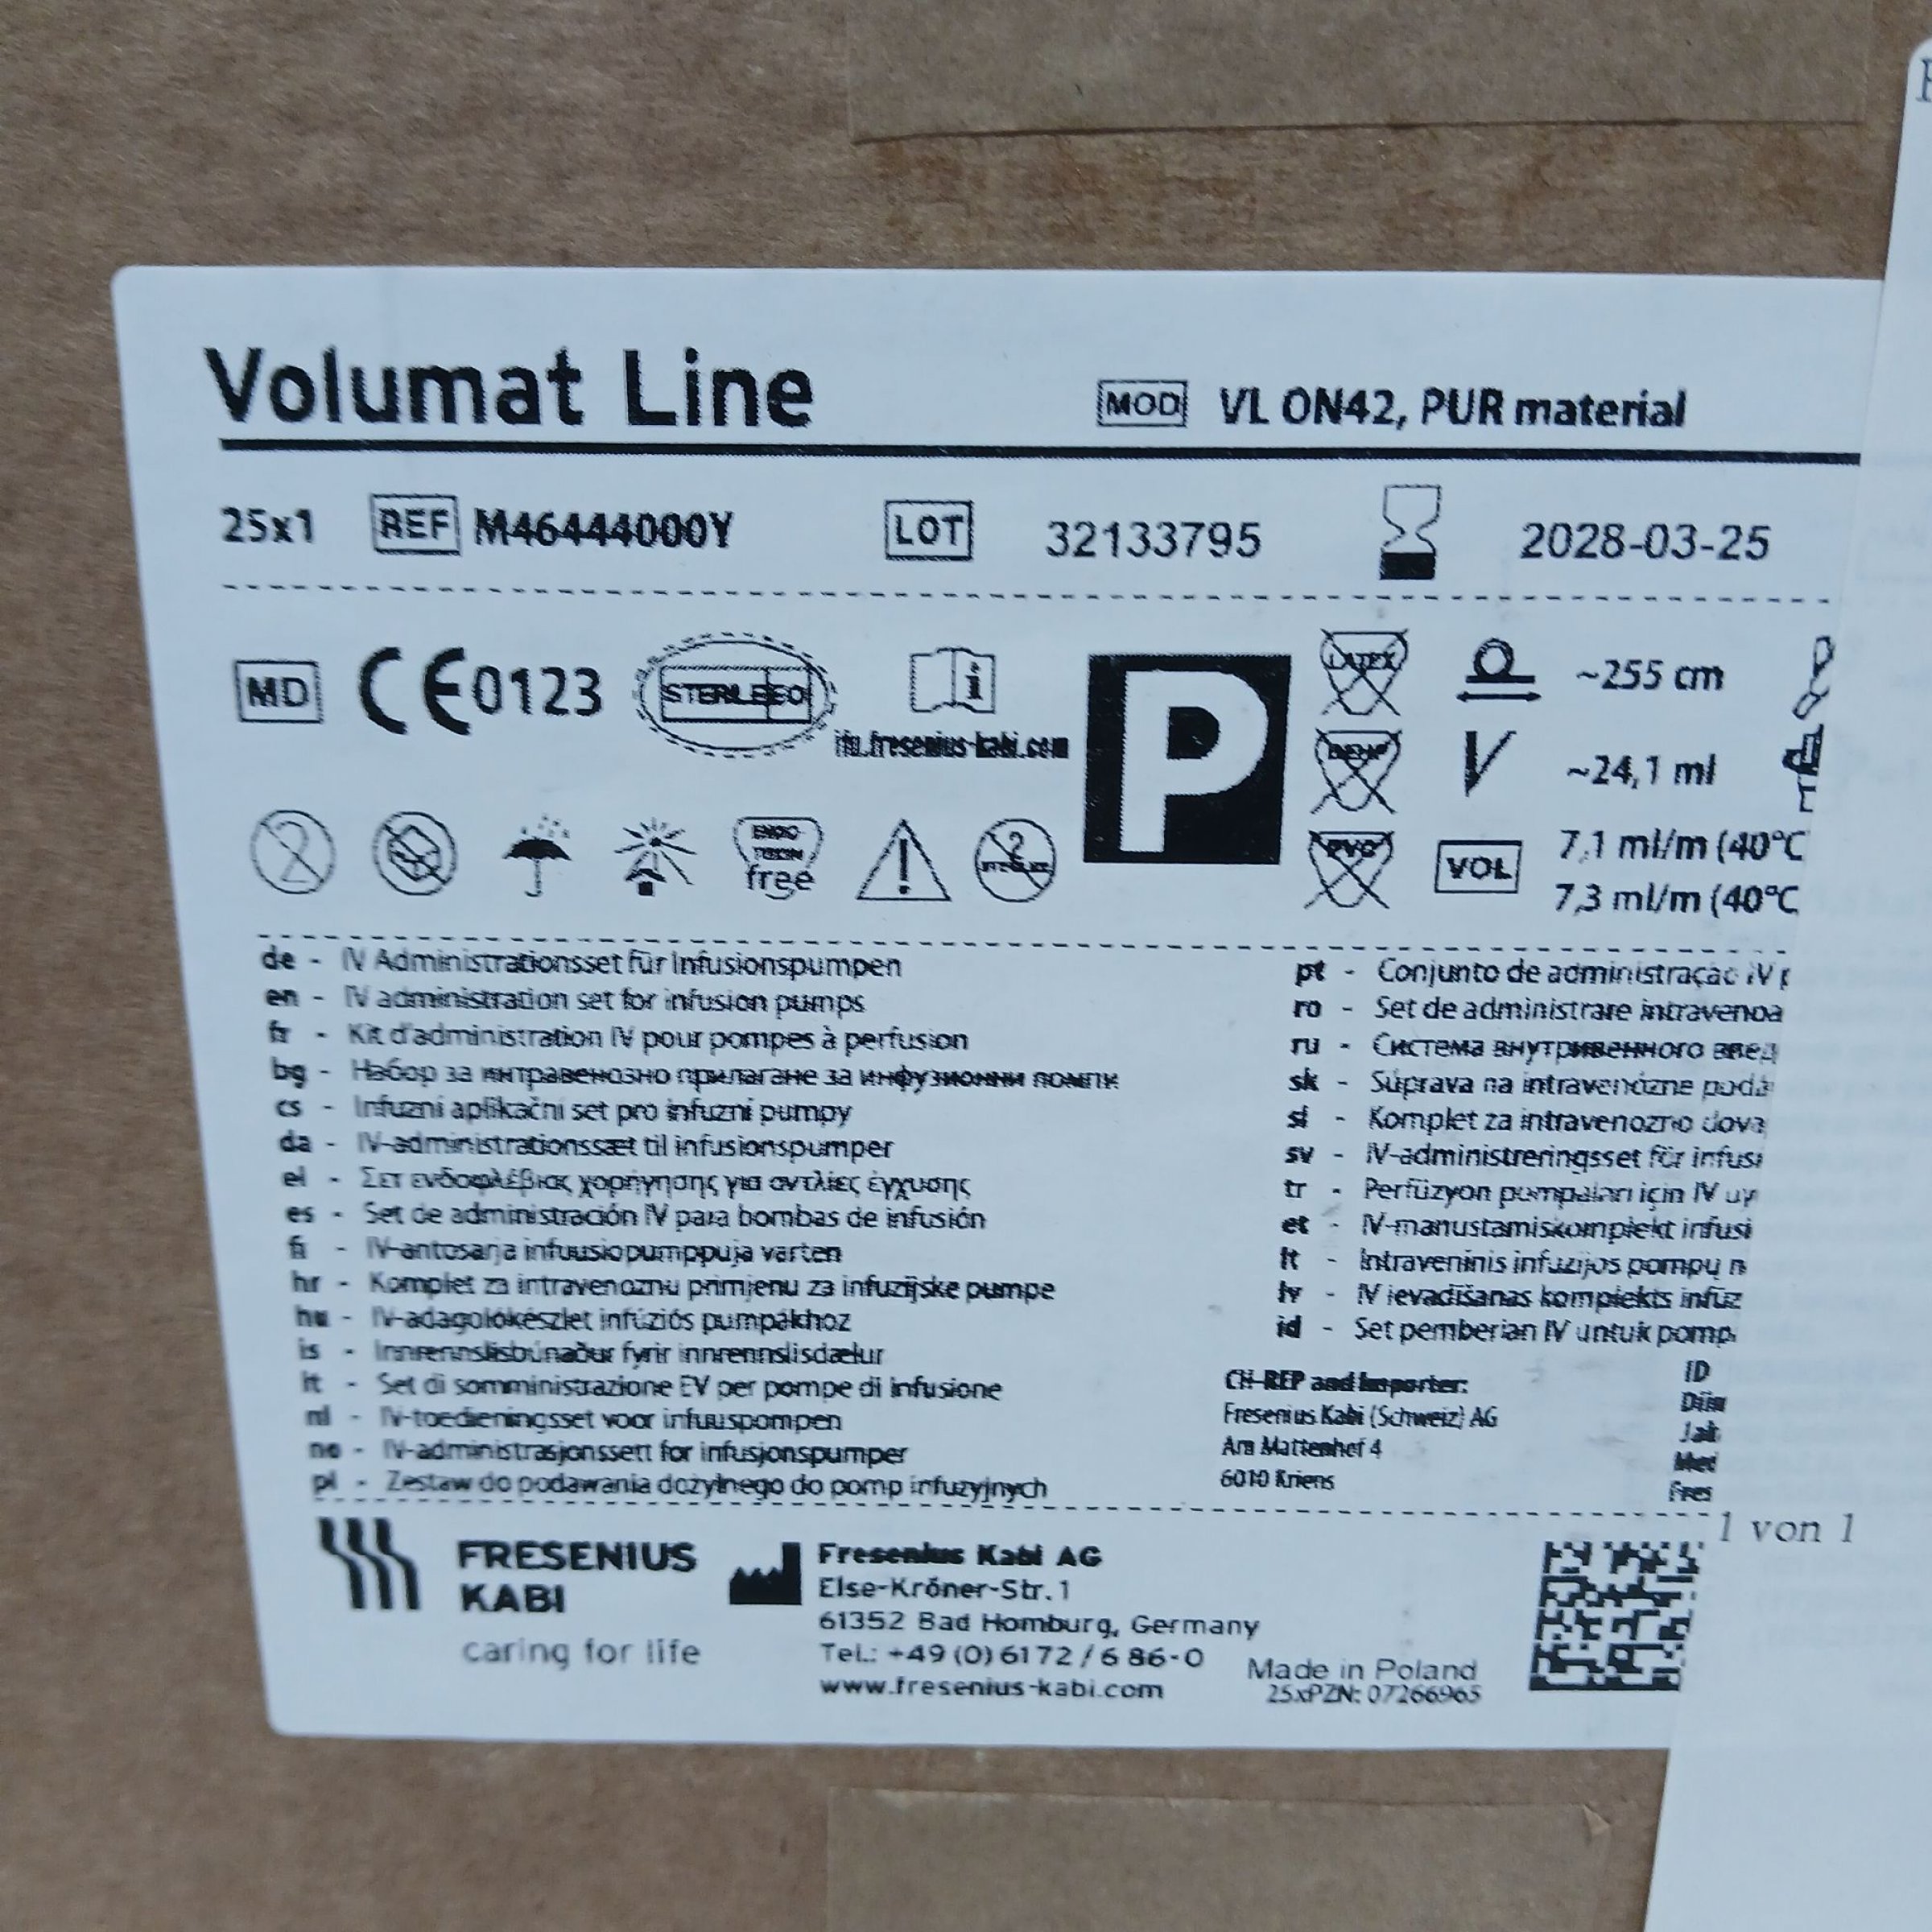 Volumat Line
MOD VL ON42, PUR material
25x1 REF M46444000Y LOT 32133795 2028-03-25
MD CE0123 STERILE EO
ifu.fresenius-kabi.com
P
LATEX ~255 cm
DEHP V ~24,1 ml
PVC VOL 7,1 ml/m (40°C
7,3 ml/m (40°C
2
free
de - IV Administrationsset für Infusionspumpen
en - IV administration set for infusion pumps
fr - Kit d'administration IV pour pompes à perfusion
bg - Набор за интравенозно прилагане за инфузионни помпи
cs - Infuzní aplikační set pro infuzní pumpy
da - IV-administrationssæt til infusionspumper
el - Σετ ενδοφλέβιας χορήγησης για αντλίες έγχυσης
es - Set de administración IV para bombas de infusión
fi - IV-antosarja infuusiopumppuja varten
hr - Komplet za intravenoznu primjenu za infuzijske pumpe
hu - IV-adagolókészlet infúziós pumpákhoz
is - Innrennslisbúnaður fyrir innrennslisdælur
it - Set di somministrazione EV per pompe di infusione
nl - IV-toedieningsset voor infuuspompen
no - IV-administrasjonssett for infusjonspumper
pl - Zestaw do podawania dożylnego do pomp infuzyjnych
pt - Conjunto de administração IV p
ro - Set de administrare intravenoa
ru - Система внутривенного введ
sk - Súprava na intravenózne podá
sl - Komplet za intravenozno dova
sv - IV-administreringsset för infusi
tr - Perfüzyon pompaları için IV uy
et - IV-manustamiskomplekt infusi
lt - Intraveninis infuzijos pompų n
lv - IV ievadīšanas komplekts infūz
id - Set pemberian IV untuk pomp
CH-REP and Importer:
Fresenius Kabi (Schweiz) AG
Am Mattenhof 4
6010 Kriens
ID
Jak
Med
Fres
1 von 1
FRESENIUS
KABI
caring for life
Fresenius Kabi AG
Else-Kröner-Str. 1
61352 Bad Homburg, Germany
Tel.: +49 (0) 6172 / 6 86-0
www.fresenius-kabi.com
Made in Poland
25xPZN: 07266965